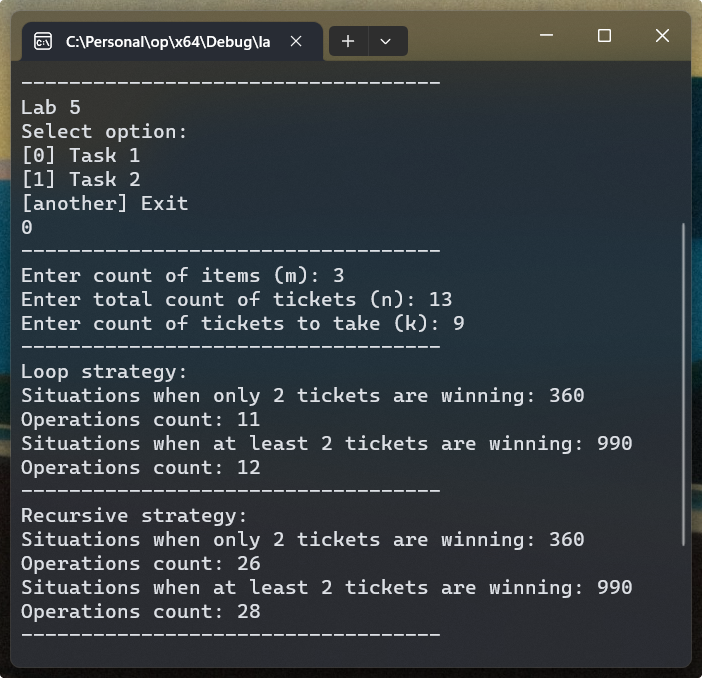 C:\Personal\op\x64\Debug\la
-----------------------------------
Lab 5
Select option:
[0] Task 1
[1] Task 2
[another] Exit
0
-----------------------------------
Enter count of items (m): 3
Enter total count of tickets (n): 13
Enter count of tickets to take (k): 9
-----------------------------------
Loop strategy:
Situations when only 2 tickets are winning: 360
Operations count: 11
Situations when at least 2 tickets are winning: 990
Operations count: 12
-----------------------------------
Recursive strategy:
Situations when only 2 tickets are winning: 360
Operations count: 26
Situations when at least 2 tickets are winning: 990
Operations count: 28
-----------------------------------